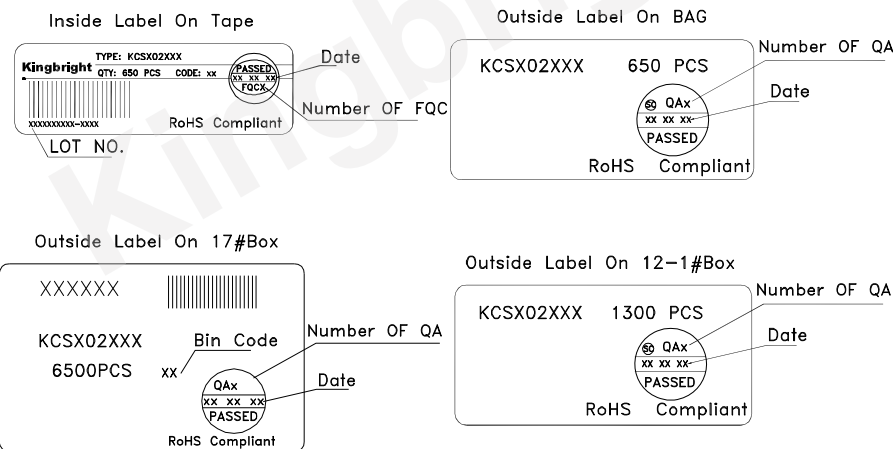 Inside Label On Tape
TYPE: KCSX02XXX
Kingbright
QTY: 650 PCS CODE: xx
PASSED
XX XX XX
FQCX
XXXXXXXXXX-XXXX
RoHS Compliant
Date
Number OF FQC
LOT NO.
Outside Label On BAG
KCSX02XXX 650 PCS
QAx
XX XX XX
PASSED
RoHS Compliant
Number OF QA
Date
Outside Label On 17#Box
XXXXXX
KCSX02XXX
6500PCS
Bin Code
XX
QAx
XX XX XX
PASSED
RoHS Compliant
Number OF QA
Date
Outside Label On 12-1#Box
KCSX02XXX 1300 PCS
QAx
XX XX XX
PASSED
RoHS Compliant
Number OF QA
Date